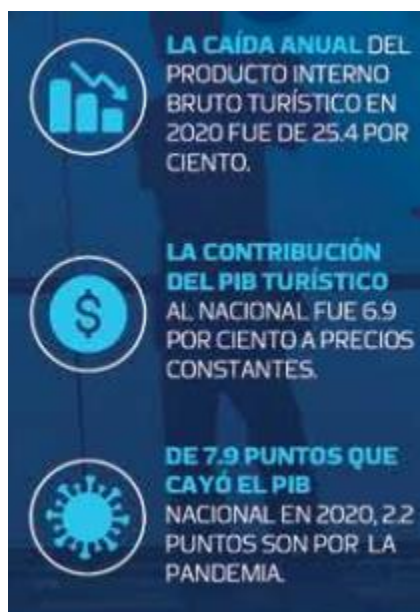 LA CAÍDA ANUAL DEL
PRODUCTO INTERNO
BRUTO TURÍSTICO EN
2020 FUE DE 25.4 POR
CIENTO.
$
LA CONTRIBUCIÓN
DEL PIB TURÍSTICO
AL NACIONAL FUE 6.9
POR CIENTO A PRECIOS
CONSTANTES.
DE 7.9 PUNTOS QUE
CAYÓ EL PIB
NACIONAL EN 2020, 2.2
PUNTOS SON POR LA
PANDEMIA.